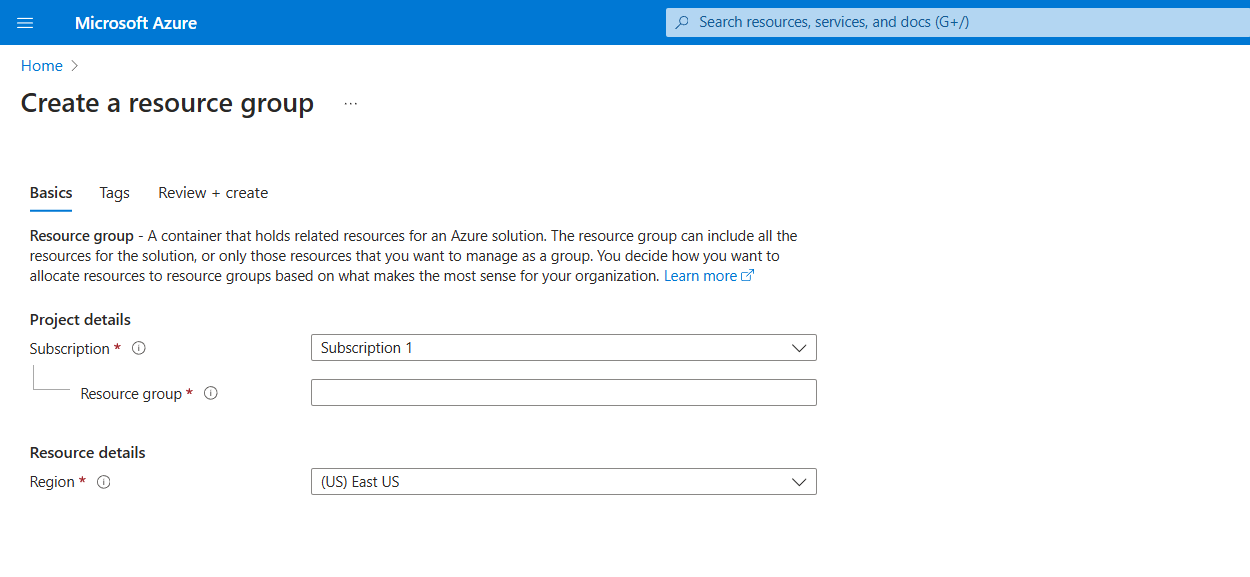 Microsoft Azure
Search resources, services, and docs (G+/)
Home
Create a resource group
Basics Tags Review + create
Resource group - A container that holds related resources for an Azure solution. The resource group can include all the
resources for the solution, or only those resources that you want to manage as a group. You decide how you want to
allocate resources to resource groups based on what makes the most sense for your organization. Learn more
Project details
Subscription * Subscription 1
Resource group *
Resource details
Region * (US) East US